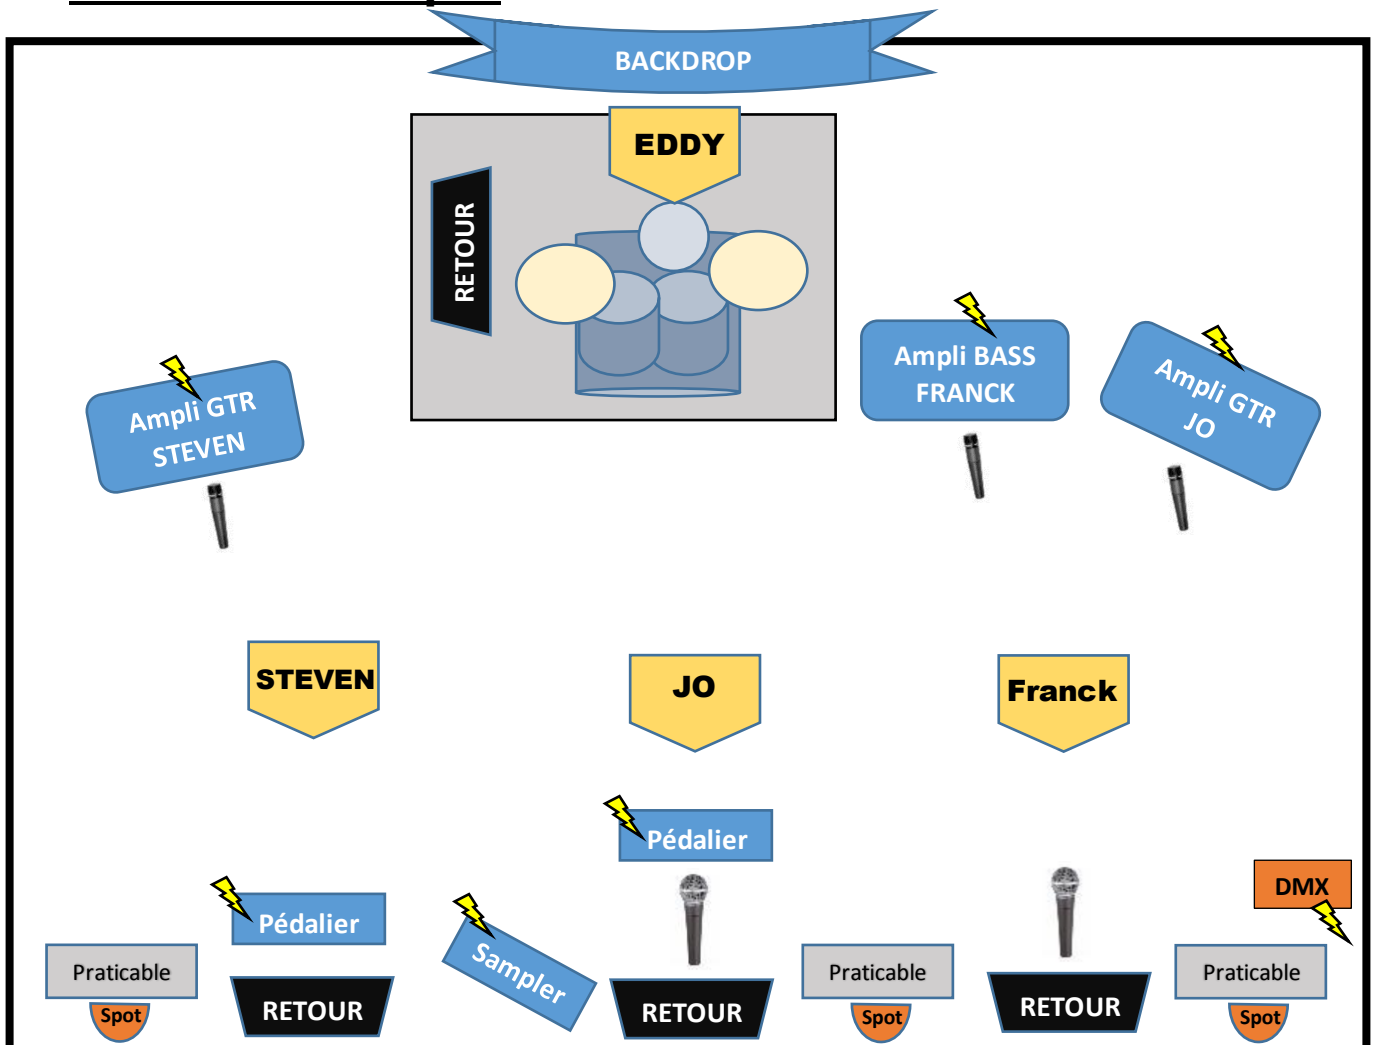 BACKDROP
EDDY
RETOUR
Ampli BASS
FRANCK
Ampli GTR
JO
Ampli GTR
STEVEN
STEVEN
JO
Franck
Pédalier
DMX
Pédalier
Sampler
Praticable
Praticable
Praticable
RETOUR
RETOUR
RETOUR
Spot
Spot
Spot